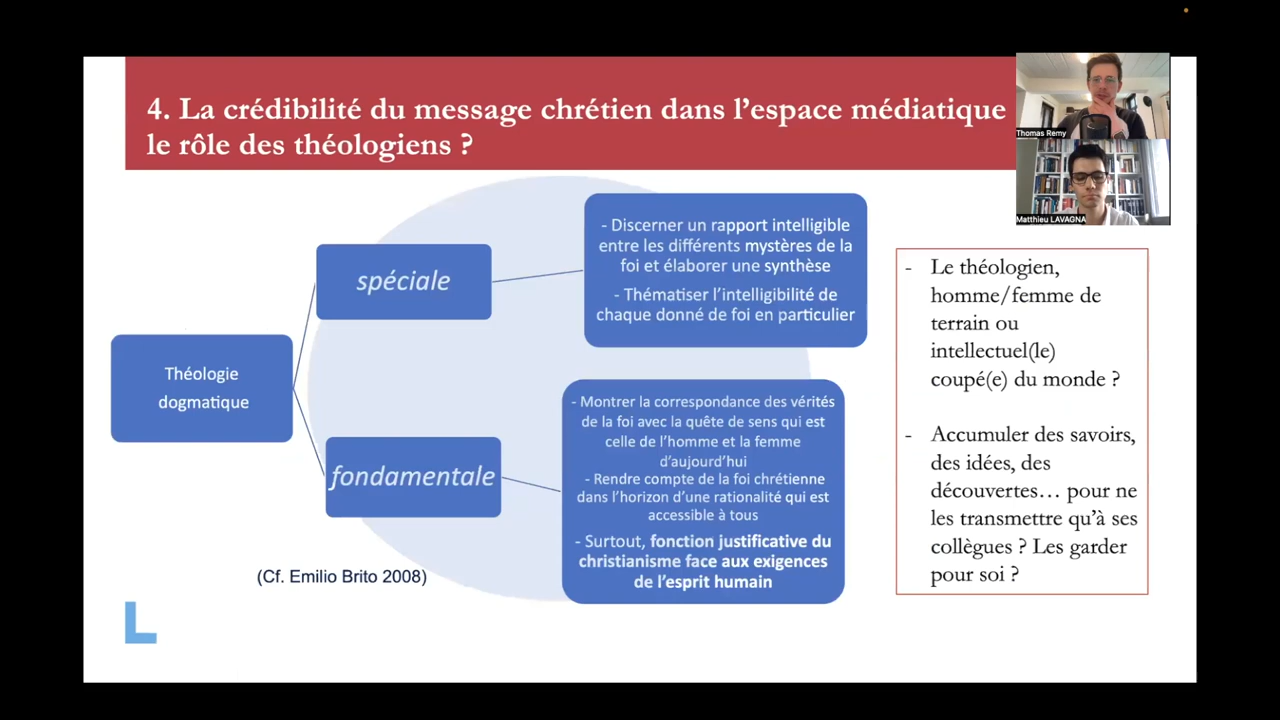 4. La crédibilité du message chrétien dans l’espace médiatique
le rôle des théologiens ?
Thomas Remy
Matthieu LAVAGNA
Théologie
dogmatique
spéciale
- Discerner un rapport intelligible
entre les différents mystères de la
foi et élaborer une synthèse
- Thématiser l’intelligibilité de
chaque donné de foi en particulier
fondamentale
- Montrer la correspondance des vérités
de la foi avec la quête de sens qui est
celle de l’homme et la femme
d’aujourd’hui
- Rendre compte de la foi chrétienne
dans l’horizon d’une rationalité qui est
accessible à tous
- Surtout, fonction justificative du
christianisme face aux exigences
de l’esprit humain
(Cf. Emilio Brito 2008)
- Le théologien,
homme/femme de
terrain ou
intellectuel(le)
coupé(e) du monde ?
- Accumuler des savoirs,
des idées, des
découvertes… pour ne
les transmettre qu’à ses
collègues ? Les garder
pour soi ?
L